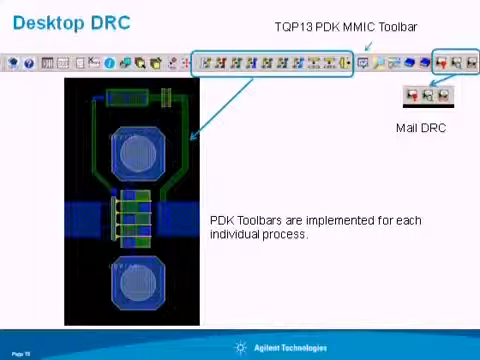 Desktop DRC
TQP13 PDK MMIC Toolbar
Mail DRC
PDK Toolbars are implemented for each
individual process.
Agilent Technologies